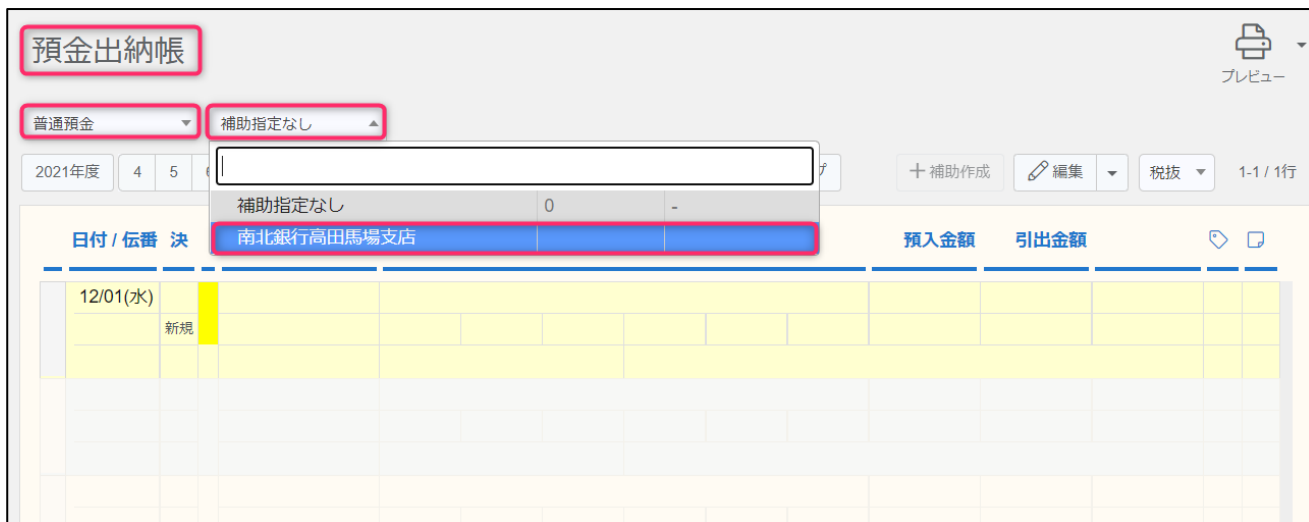 預金出納帳
プレビュー
普通預金 補助指定なし
2021年度 4 5 プ +補助作成 編集 税抜 1-1 / 1行
補助指定なし 0 -
南北銀行高田馬場支店
日付 / 伝番 決 預入金額 引出金額
12/01(水)
新規